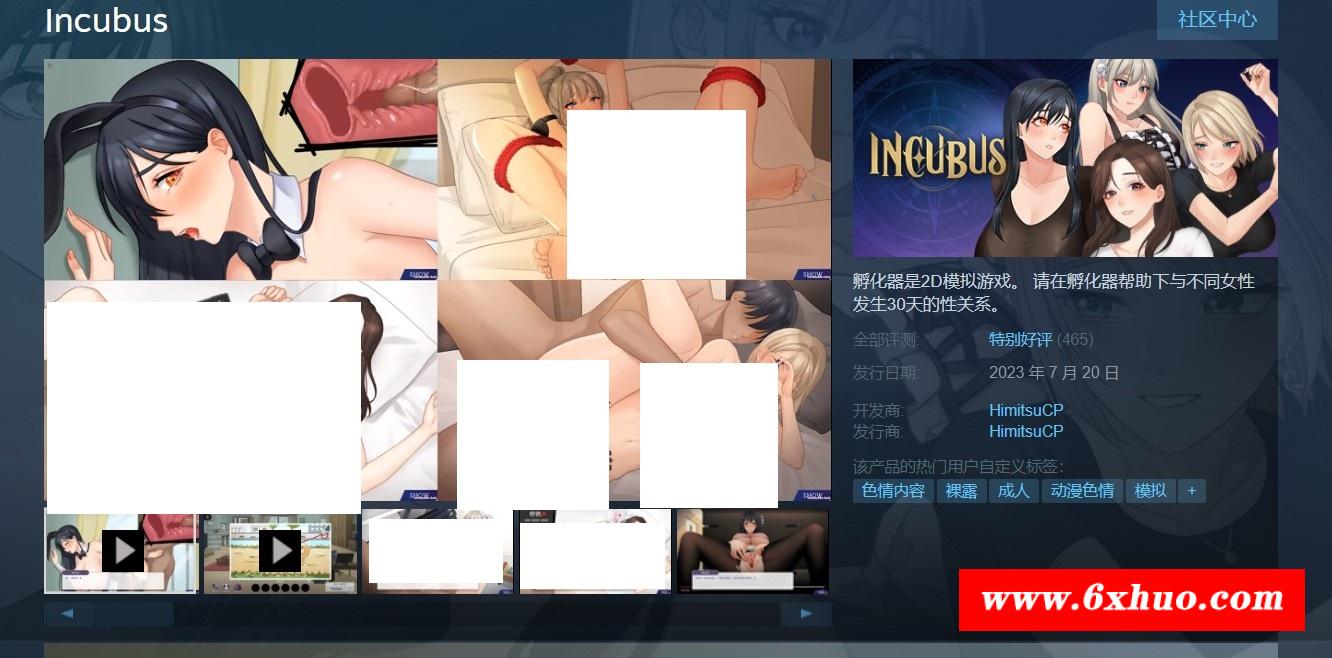 Incubus
社区中心
SHOW
SHOW
SHOW
SHOW
INCUBUS
孵化器是2D模拟游戏。 请在孵化器帮助下与不同女性
发生30天的性关系。
全部评测:
特别好评 (465)
发行日期:
2023 年 7 月 20 日
开发商:
HimitsuCP
发行商:
HimitsuCP
该产品的热门用户自定义标签:
色情内容 裸露 成人 动漫色情 模拟 +
www.6xhuo.com